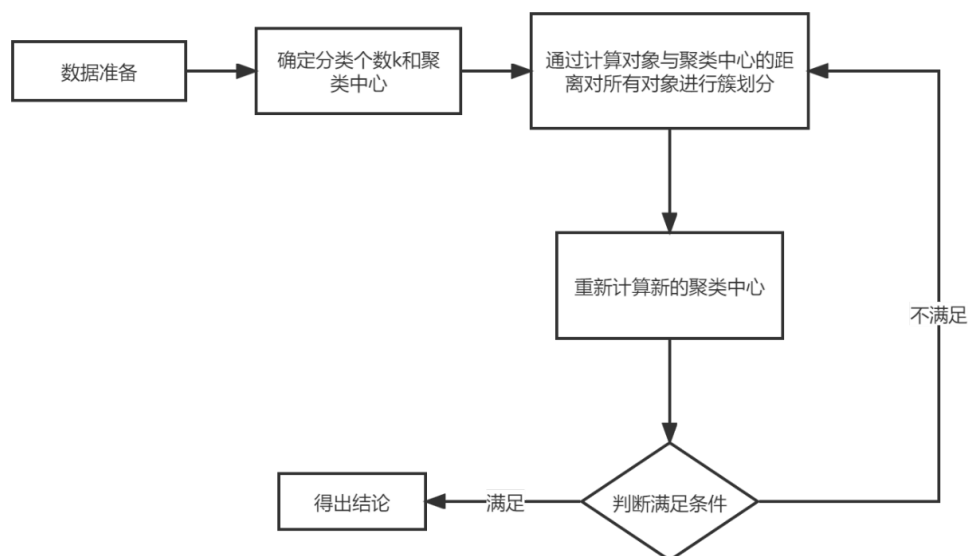 数据准备
确定分类个数k和聚
类中心
通过计算对象与聚类中心的距
离对所有对象进行簇划分
重新计算新的聚类中心
不满足
判断满足条件
满足
得出结论